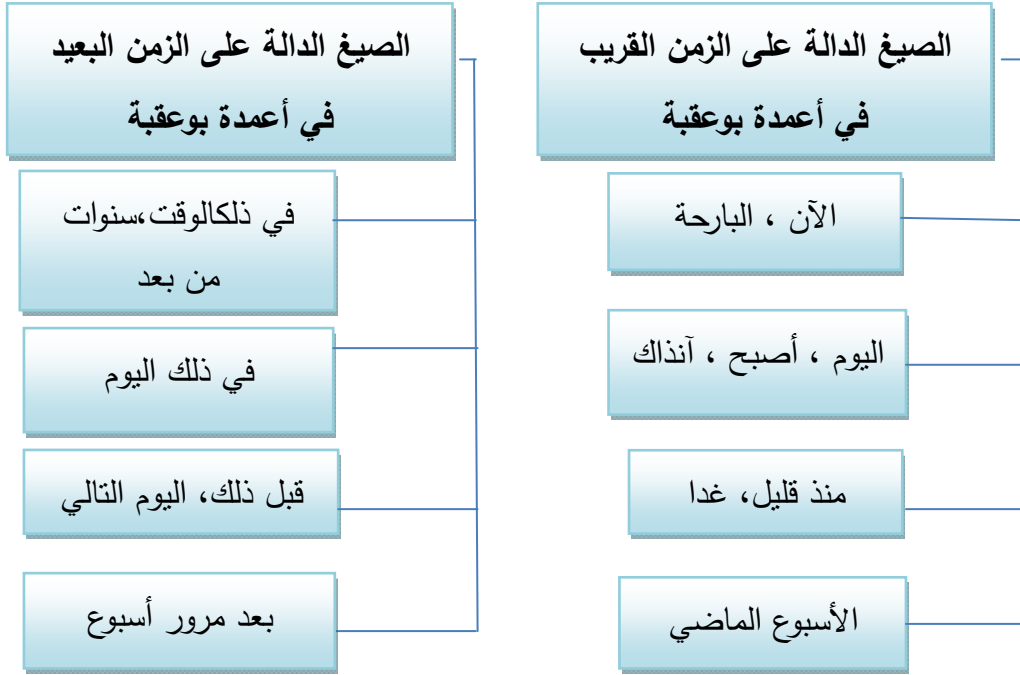 الصيغ الدالة على الزمن القريب
في أعمدة بوعقبة
الآن ، البارحة
اليوم ، أصبح ، آنذاك
منذ قليل، غدا
الأسبوع الماضي
الصيغ الدالة على الزمن البعيد
في أعمدة بوعقبة
في ذلكالوقت،سنوات
من بعد
في ذلك اليوم
قبل ذلك، اليوم التالي
بعد مرور أسبوع